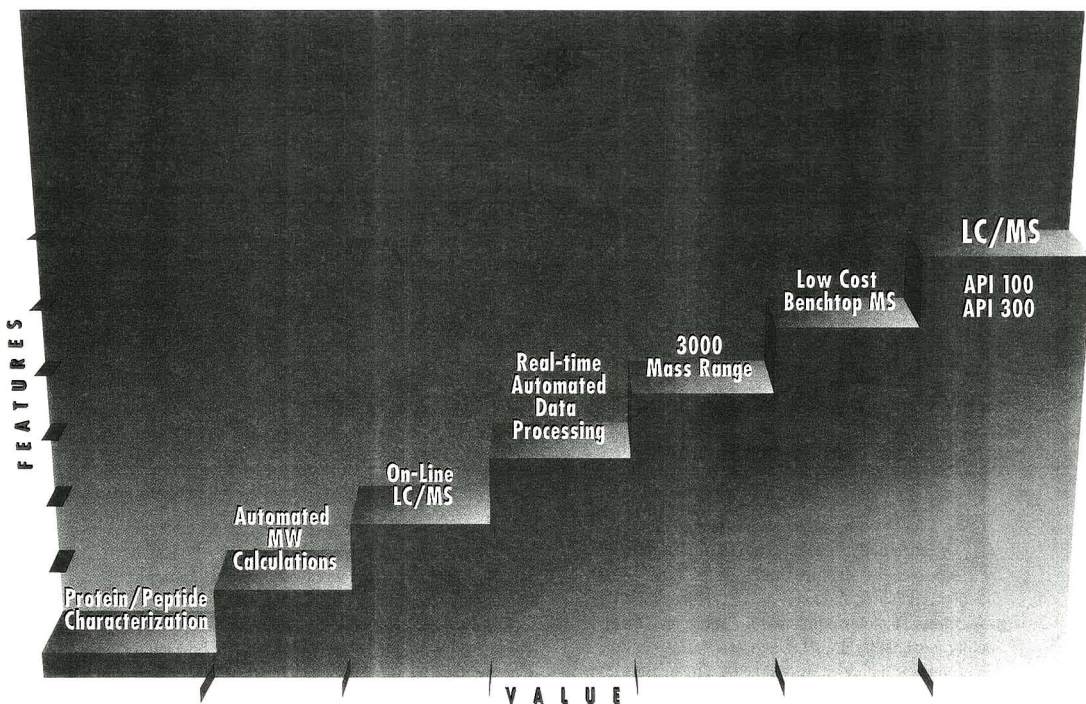 LC/MS
API 100
API 300
Low Cost
Benchtop MS
3000
Mass Range
Real-time
Automated
Data
Processing
On-Line
LC/MS
Automated
MW
Calculations
Protein/Peptide
Characterization
FEATURES
VALUE